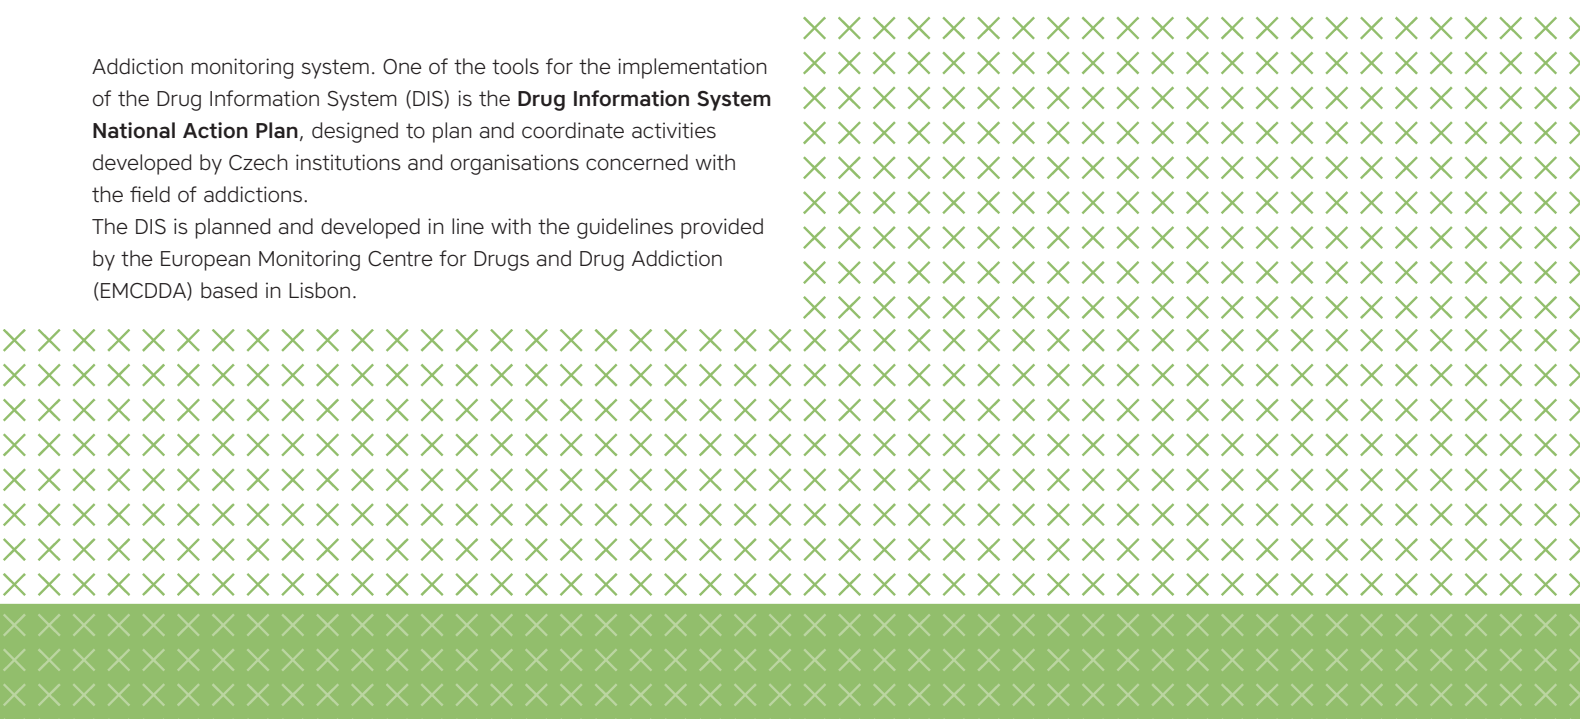 Addiction monitoring system. One of the tools for the implementation
of the Drug Information System (DIS) is the Drug Information System
National Action Plan, designed to plan and coordinate activities
developed by Czech institutions and organisations concerned with
the field of addictions.
The DIS is planned and developed in line with the guidelines provided
by the European Monitoring Centre for Drugs and Drug Addiction
(EMCDDA) based in Lisbon.